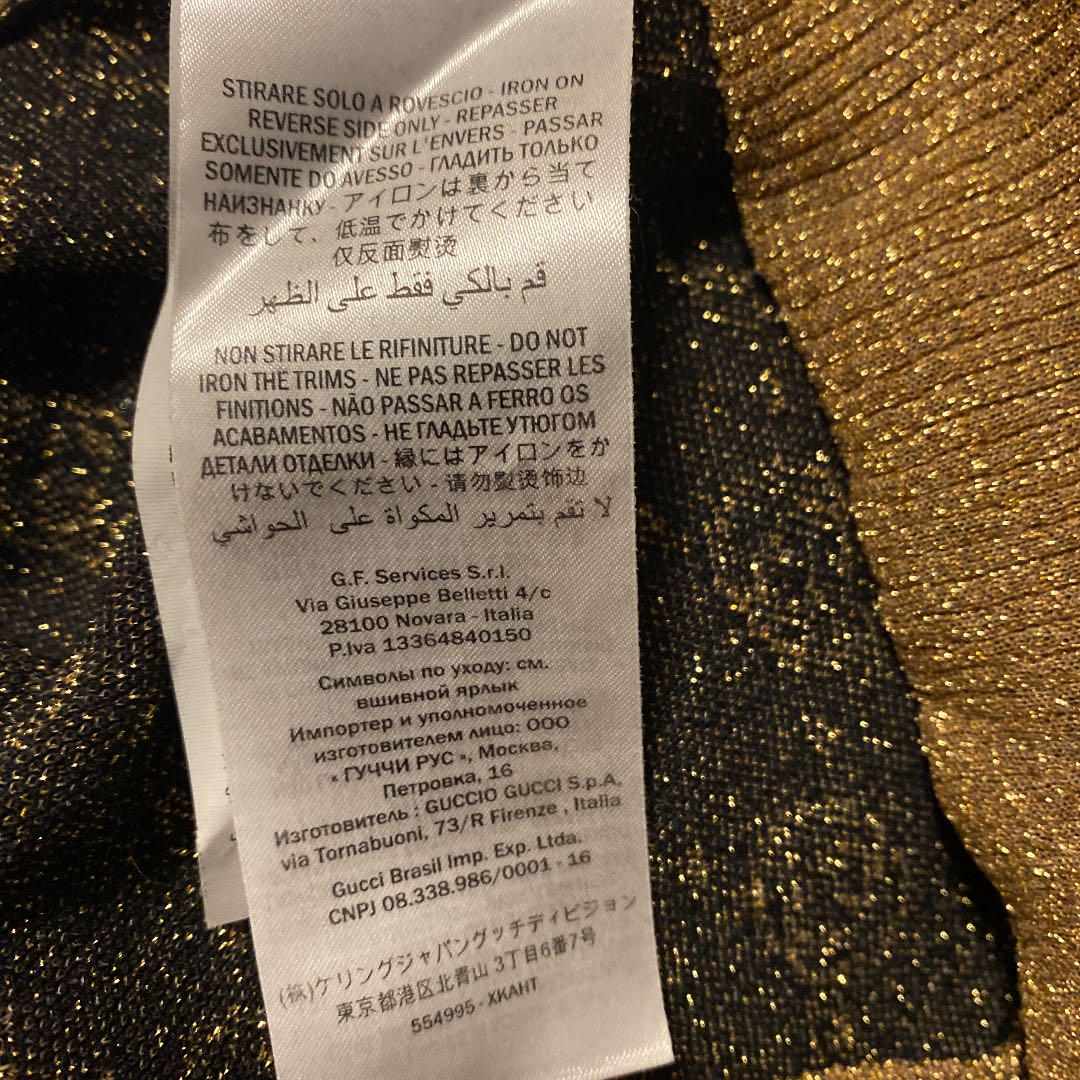 STIRARE SOLO A ROVESCIO - IRON ON
REVERSE SIDE ONLY - REPASSER
EXCLUSIVEMENT SUR L'ENVERS - PASSAR
SOMENTE DO AVESSO - ГЛАДИТЬ ТОЛЬКО
НАИЗНАНКУ - アイロンは裏から当て
布をして、低温でかけてください
仅反面熨烫
قم بالكي فقط على الظهر
NON STIRARE LE RIFINITURE - DO NOT
IRON THE TRIMS - NE PAS REPASSER LES
FINITIONS - NÃO PASSAR A FERRO OS
ACABAMENTOS - НЕ ГЛАДЬТЕ УТЮГОМ
ДЕТАЛИ ОТДЕЛКИ - 縁にはアイロンをか
けないでください - 请勿熨烫饰边
لا تقم بتمرير المكواة على الحواشي
G.F. Services S.r.l.
Via Giuseppe Belletti 4/c
28100 Novara - Italia
P.Iva 13364840150
Символы по уходу: см.
вшивной ярлык
Импортер и уполномоченное
изготовителем лицо: ООО
« ГУЧЧИ РУС », Москва,
Петровка, 16
Изготовитель : GUCCIO GUCCI S.p.A.
via Tornabuoni, 73/R Firenze , Italia
Gucci Brasil Imp. Exp. Ltda.
CNPJ 08.338.986/0001 - 16
(株)ケリングジャパングッチディビジョン
東京都港区北青山3丁目6番7号
554995 - XKANT